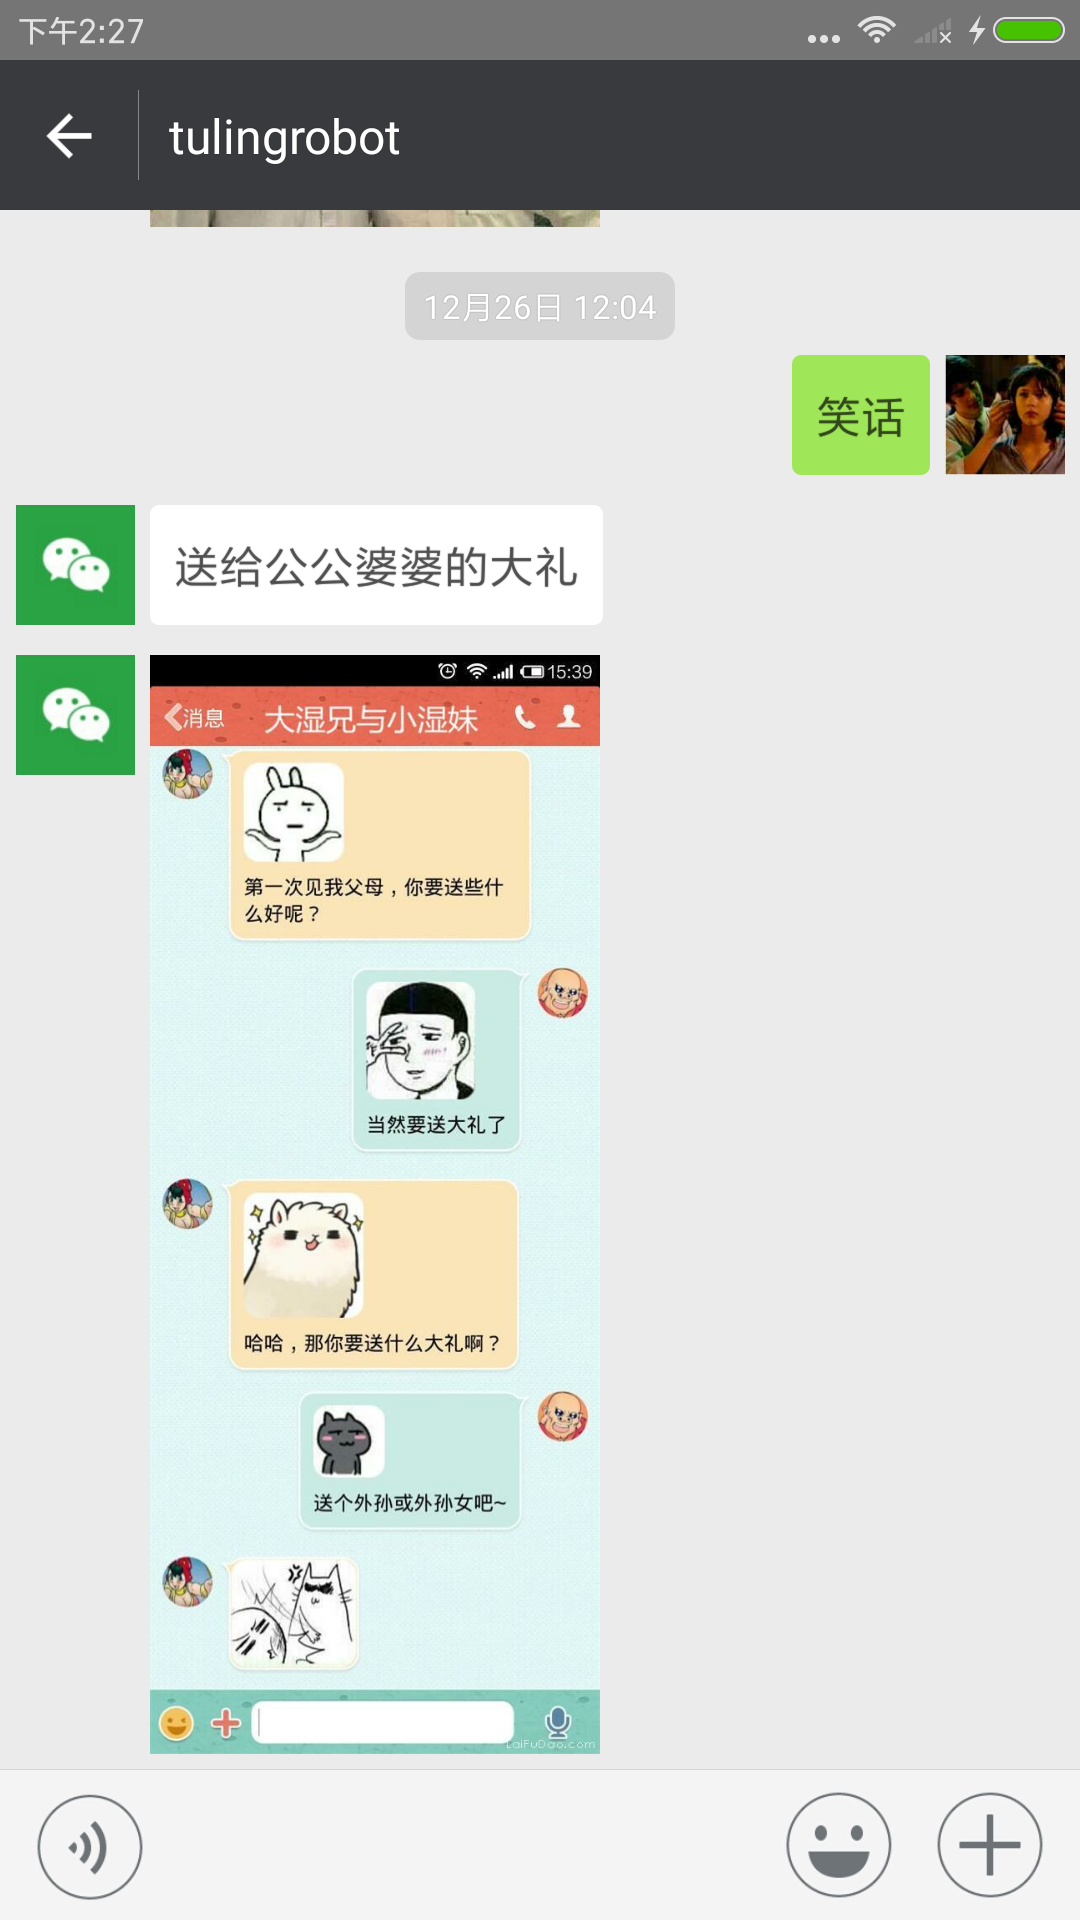 下午2:27
tulingrobot
12月26日 12:04
笑话
送给公公婆婆的大礼
15:39
消息
大湿兄与小湿妹
第一次见我父母，你要送些什
么好呢？
当然要送大礼了
哈哈，那你要送什么大礼啊？
送个外孙或外孙女吧~
LaiFuDao.com